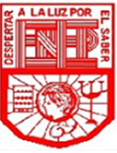 DESPERTAR A LA LUZ POR EL SABER
ENP